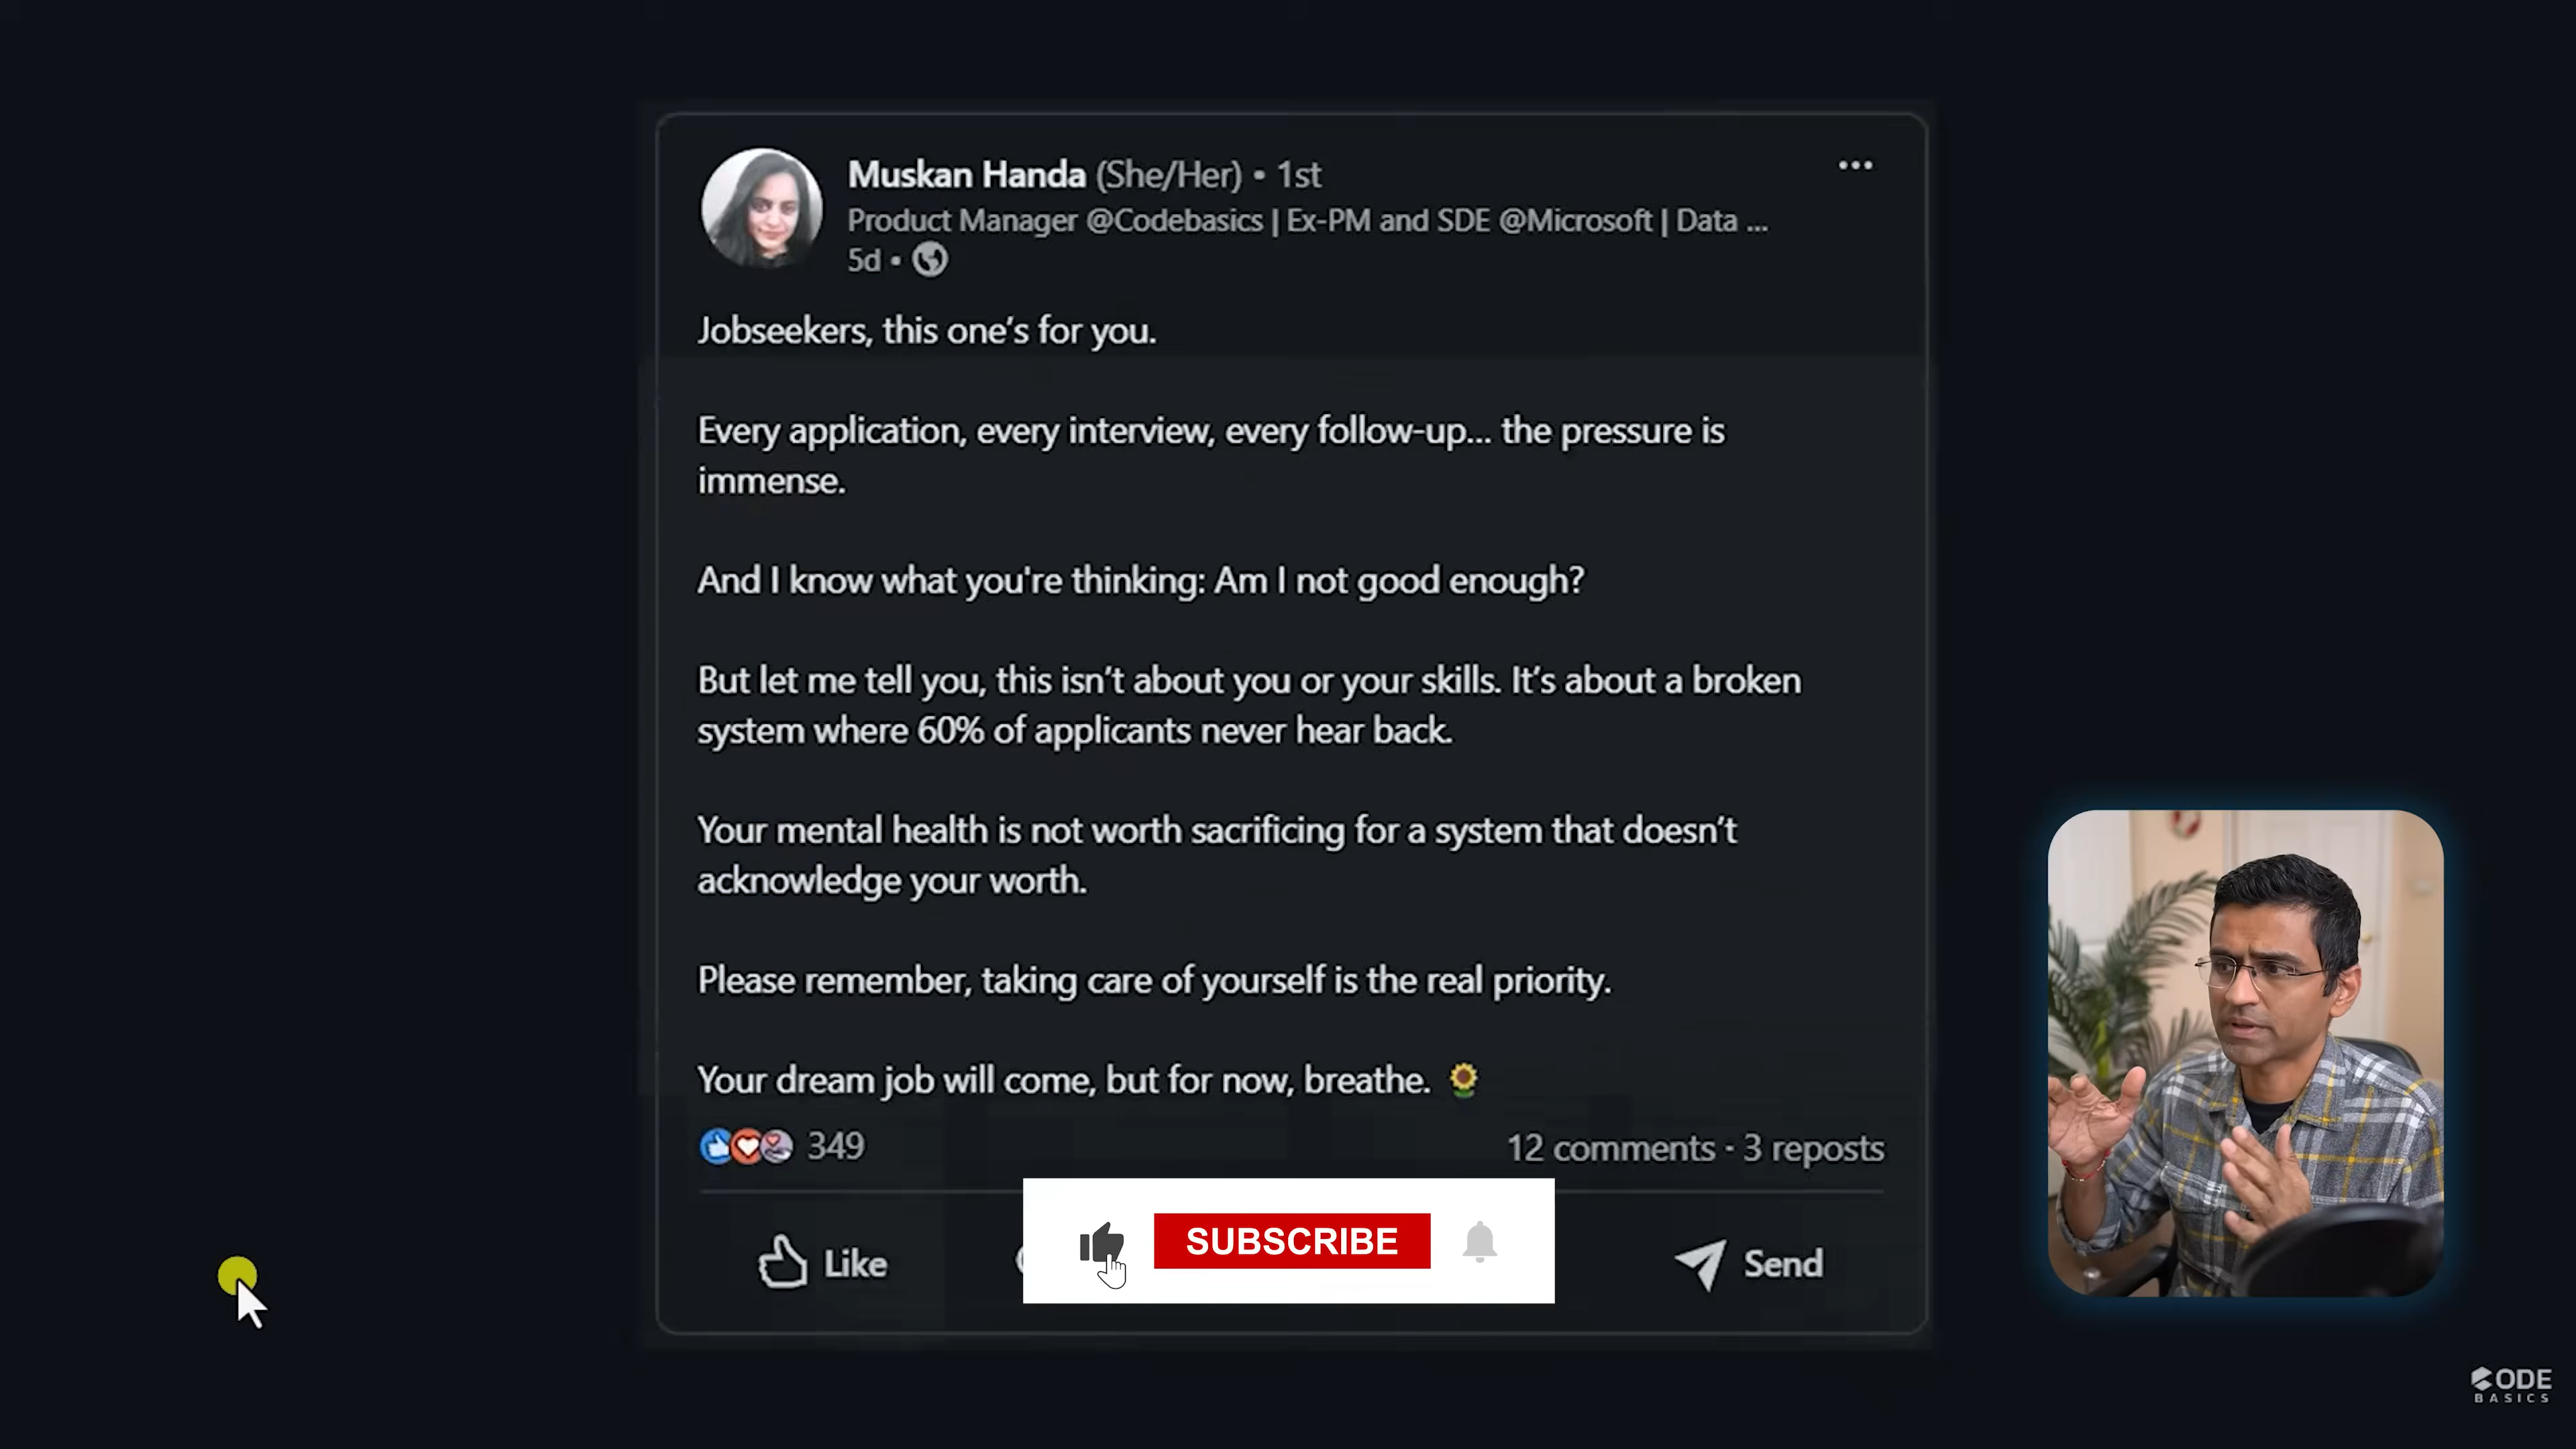 Muskan Handa (She/Her) • 1st
Product Manager @Codebasics | Ex-PM and SDE @Microsoft | Data ...
5d •
Jobseekers, this one’s for you.
Every application, every interview, every follow-up... the pressure is
immense.
And I know what you're thinking: Am I not good enough?
But let me tell you, this isn’t about you or your skills. It’s about a broken
system where 60% of applicants never hear back.
Your mental health is not worth sacrificing for a system that doesn’t
acknowledge your worth.
Please remember, taking care of yourself is the real priority.
Your dream job will come, but for now, breathe. 🌻
349
12 comments · 3 reposts
Like
SUBSCRIBE
Send
CODE
BASICS